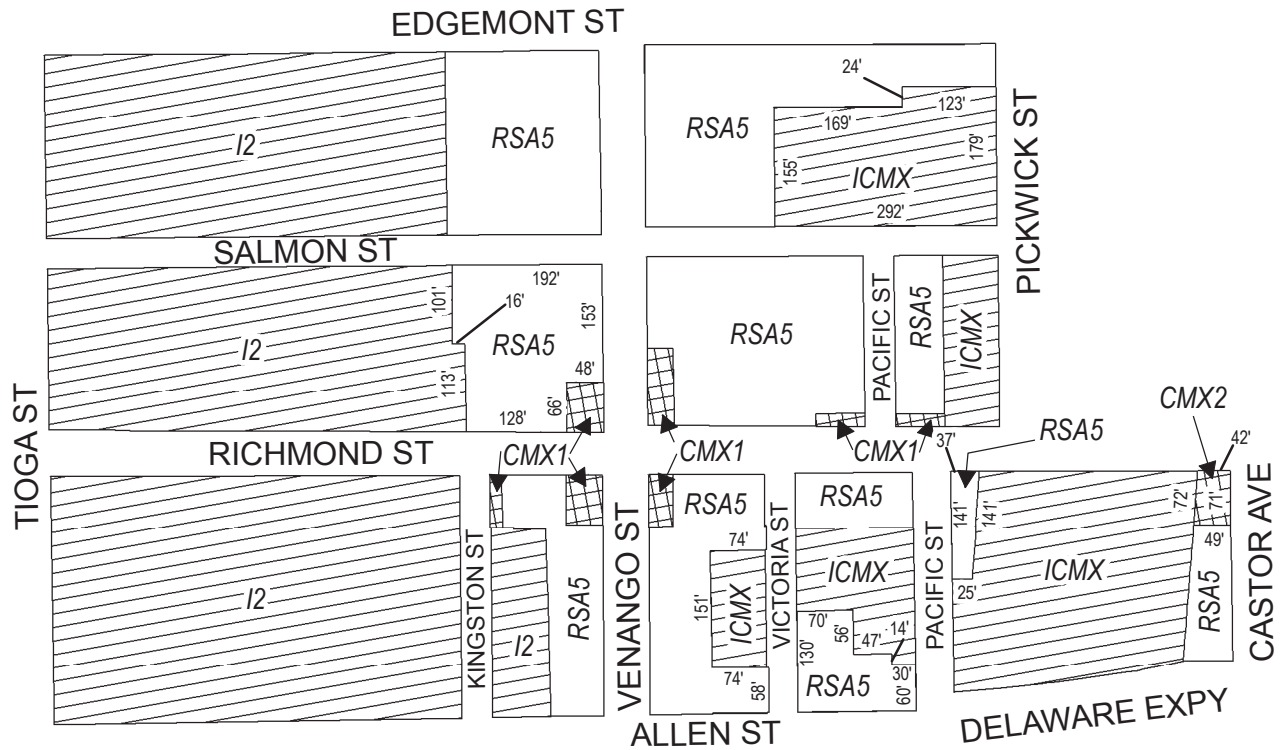 EDGEMONT ST
I2
RSA5
RSA5
24'
169'
123'
155'
179'
ICMX
292'
PICKWICK ST
SALMON ST
I2
101'
16'
192'
153'
RSA5
113'
48'
66'
128'
RSA5
PACIFIC ST
RSA5
ICMX
TIOGA ST
RICHMOND ST
CMX1
CMX1
CMX1
37'
RSA5
CMX2
42'
I2
KINGSTON ST
I2
RSA5
VENANGO ST
RSA5
74'
151'
ICMX
74'
58'
VICTORIA ST
RSA5
ICMX
70'
56'
47'
14'
130'
30'
60'
RSA5
PACIFIC ST
141'
141'
25'
ICMX
72'
71'
49'
RSA5
CASTOR AVE
ALLEN ST
DELAWARE EXPY